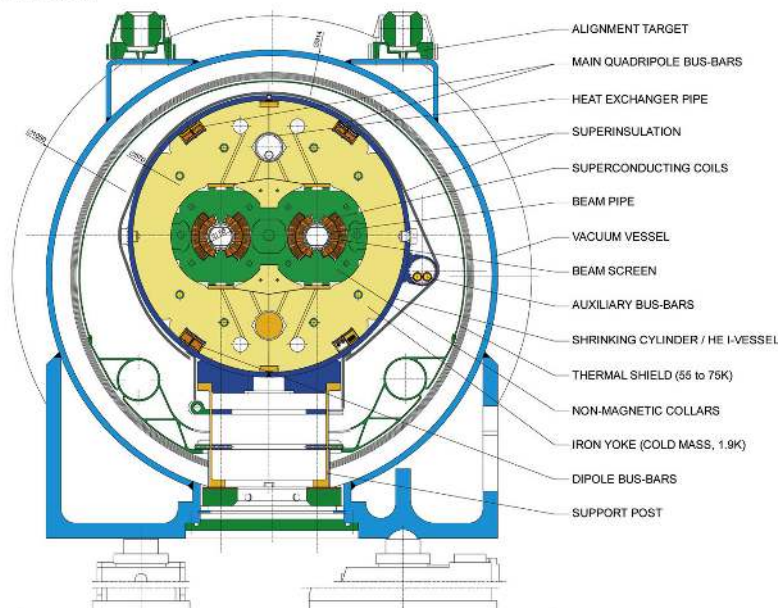 ALIGNMENT TARGET
MAIN QUADRIPOLE BUS-BARS
HEAT EXCHANGER PIPE
SUPERINSULATION
SUPERCONDUCTING COILS
BEAM PIPE
VACUUM VESSEL
BEAM SCREEN
AUXILIARY BUS-BARS
SHRINKING CYLINDER / HE I-VESSEL
THERMAL SHIELD (55 to 75K)
NON-MAGNETIC COLLARS
IRON YOKE (COLD MASS, 1.9K)
DIPOLE BUS-BARS
SUPPORT POST